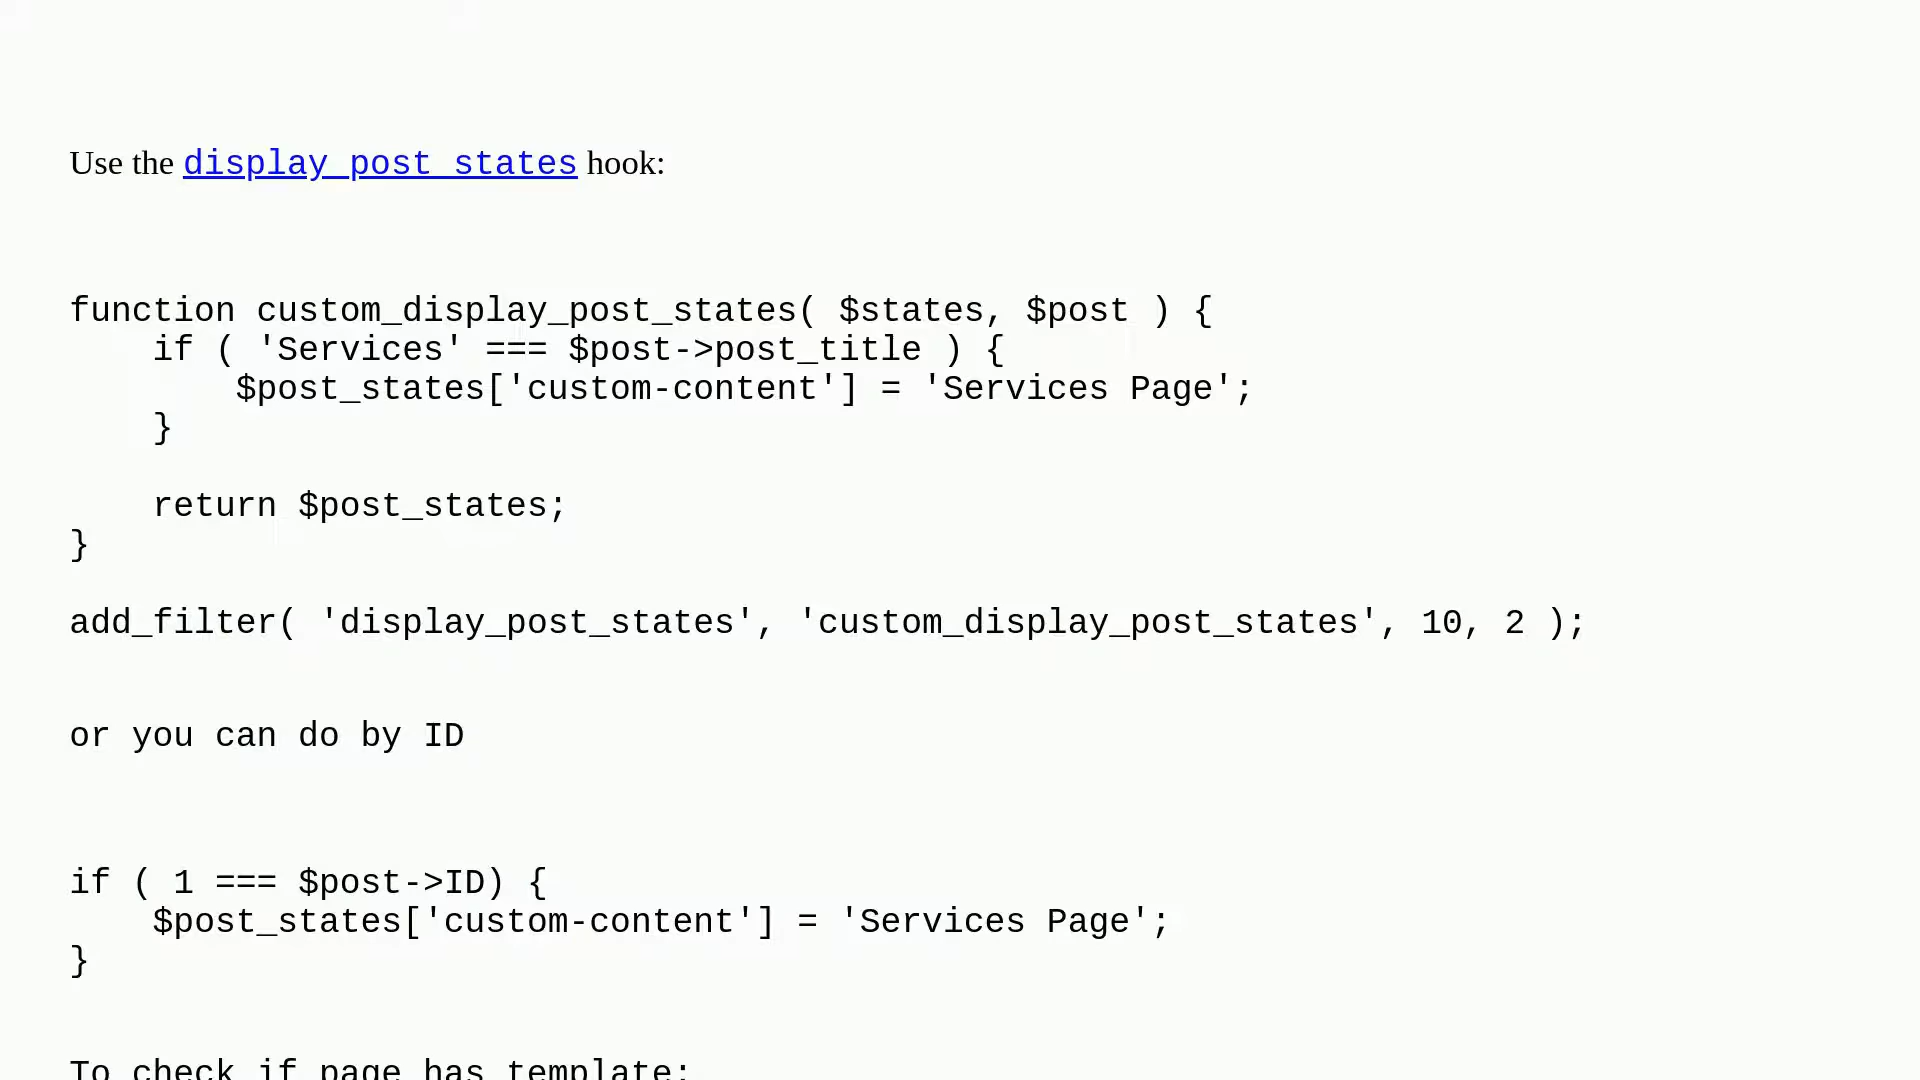 Use the display_post_states hook:
function custom_display_post_states( $states, $post ) {
    if ( 'Services' === $post->post_title ) {
        $post_states['custom-content'] = 'Services Page';
    }
    return $post_states;
}
add_filter( 'display_post_states', 'custom_display_post_states', 10, 2 );
or you can do by ID
if ( 1 === $post->ID) {
    $post_states['custom-content'] = 'Services Page';
}
To check if page has template: